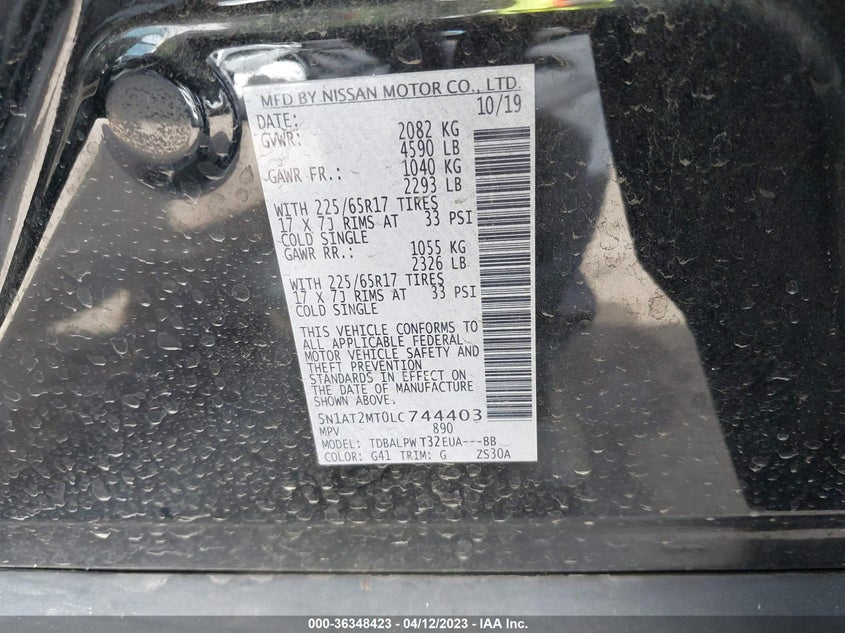 MFD BY NISSAN MOTOR CO., LTD.
DATE: 10/19
GVWR: 2082 KG
4590 LB
GAWR FR.: 1040 KG
2293 LB
WITH 225/65R17 TIRES
17 X 7J RIMS AT 33 PSI
COLD SINGLE
GAWR RR.: 1055 KG
2326 LB
WITH 225/65R17 TIRES
17 X 7J RIMS AT 33 PSI
COLD SINGLE
THIS VEHICLE CONFORMS TO
ALL APPLICABLE FEDERAL
MOTOR VEHICLE SAFETY AND
THEFT PREVENTION
STANDARDS IN EFFECT ON
THE DATE OF MANUFACTURE
SHOWN ABOVE.
5N1AT2MT0LC744403
MPV 890
MODEL: TDBALPW T32EUA---BB
COLOR: G41 TRIM: G ZS30A
000-36348423 - 04/12/2023 - IAA Inc.